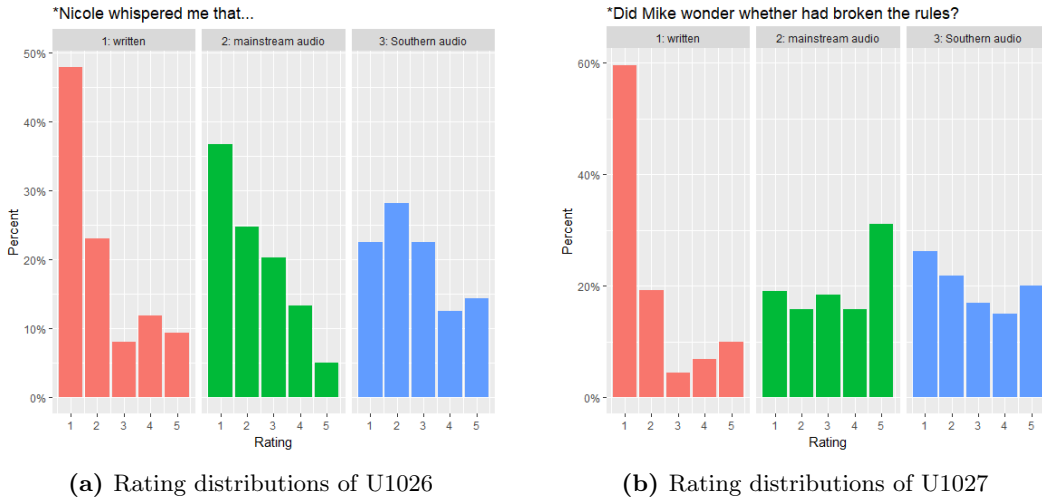 *Nicole whispered me that...
1: written
2: mainstream audio
3: Southern audio
50%
40%
30%
20%
10%
0%
Percent
1 2 3 4 5
1 2 3 4 5
1 2 3 4 5
Rating
(a) Rating distributions of U1026
*Did Mike wonder whether had broken the rules?
1: written
2: mainstream audio
3: Southern audio
60%
40%
20%
0%
Percent
1 2 3 4 5
1 2 3 4 5
1 2 3 4 5
Rating
(b) Rating distributions of U1027